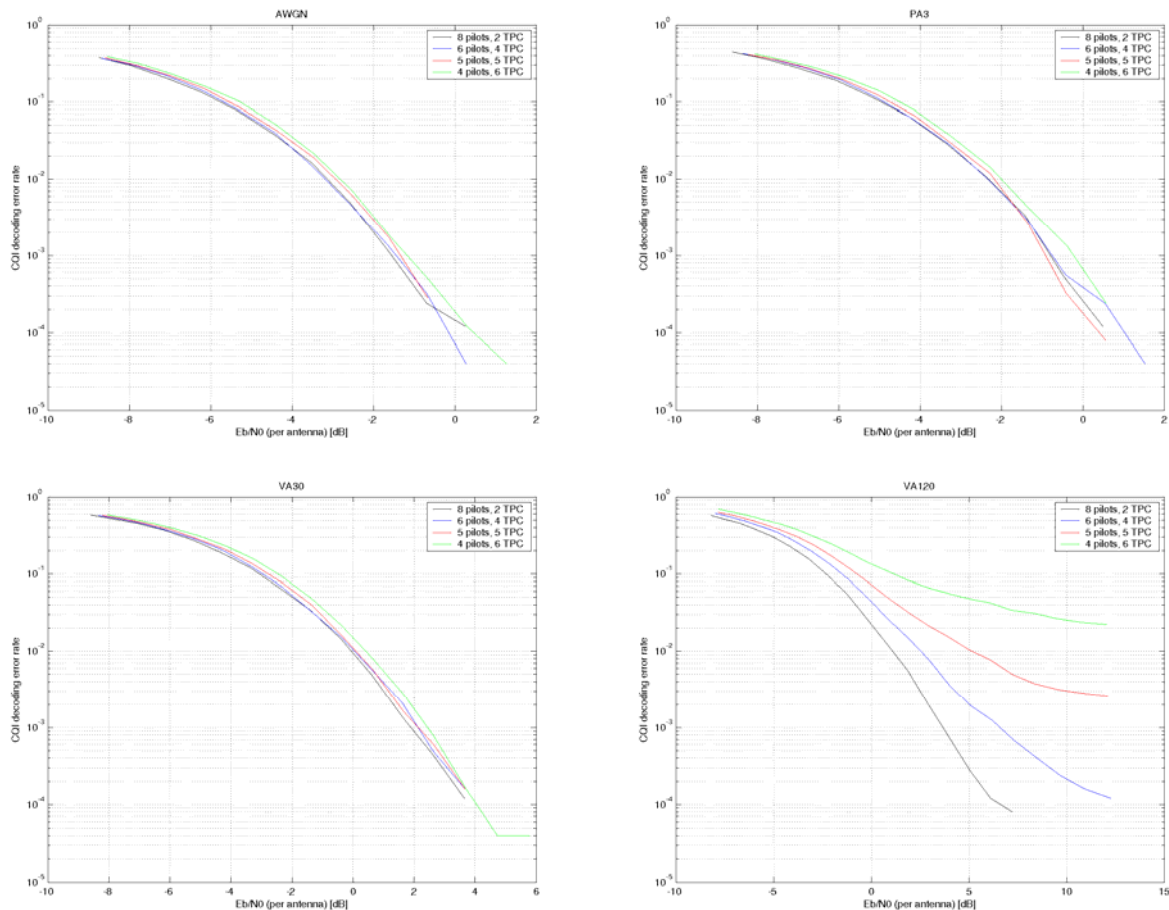 AWGN
10^0
10^-1
10^-2
10^-3
10^-4
10^-5
CQI decoding error rate
8 pilots, 2 TPC
6 pilots, 4 TPC
5 pilots, 5 TPC
4 pilots, 6 TPC
-10 -8 -6 -4 -2 0 2
Eb/N0 (per antenna) [dB]
PA3
10^0
10^-1
10^-2
10^-3
10^-4
10^-5
CQI decoding error rate
8 pilots, 2 TPC
6 pilots, 4 TPC
5 pilots, 5 TPC
4 pilots, 6 TPC
-10 -8 -6 -4 -2 0 2
Eb/N0 (per antenna) [dB]
VA30
10^0
10^-1
10^-2
10^-3
10^-4
10^-5
CQI decoding error rate
8 pilots, 2 TPC
6 pilots, 4 TPC
5 pilots, 5 TPC
4 pilots, 6 TPC
-10 -8 -6 -4 -2 0 2 4 6
Eb/N0 (per antenna) [dB]
VA120
10^0
10^-1
10^-2
10^-3
10^-4
10^-5
CQI decoding error rate
8 pilots, 2 TPC
6 pilots, 4 TPC
5 pilots, 5 TPC
4 pilots, 6 TPC
-10 -5 0 5 10 15
Eb/N0 (per antenna) [dB]